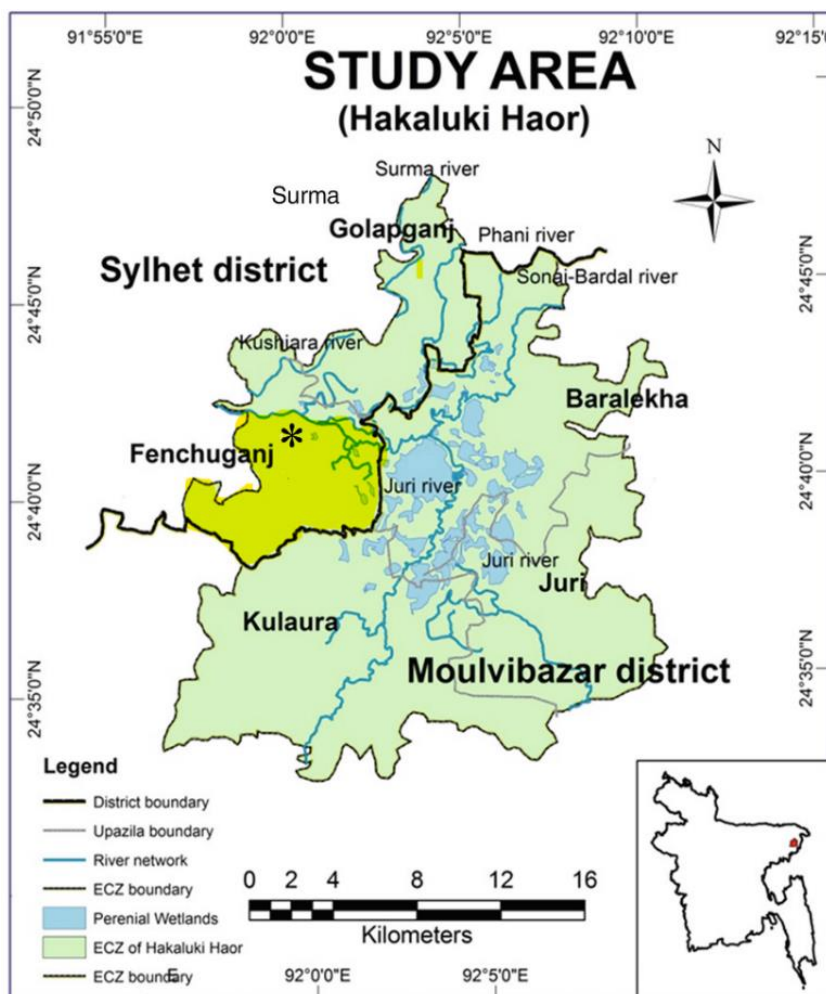 91°55'0"E
92°0'0"E
92°5'0"E
92°10'0"E
92°15'0
STUDY AREA
(Hakaluki Haor)
24°50'0"N
Surma river
N
Surma
Golapganj
Phani river
Sylhet district
Sonai-Bardal river
24°45'0"N
24°45'0"N
Kushiara river
Baralekha
*
Fenchuganj
24°40'0"N
24°40'0"N
Juri river
Juri river
Juri
Kulaura
Moulvibazar district
24°35'0"N
24°35'0"N
Legend
District boundary
Upazila boundary
River network
ECZ boundary
Perenial Wetlands
ECZ of Hakaluki Haor
ECZ boundary
0 1 2 4 8 12 16
Kilometers
E
92°0'0"E
92°5'0"E